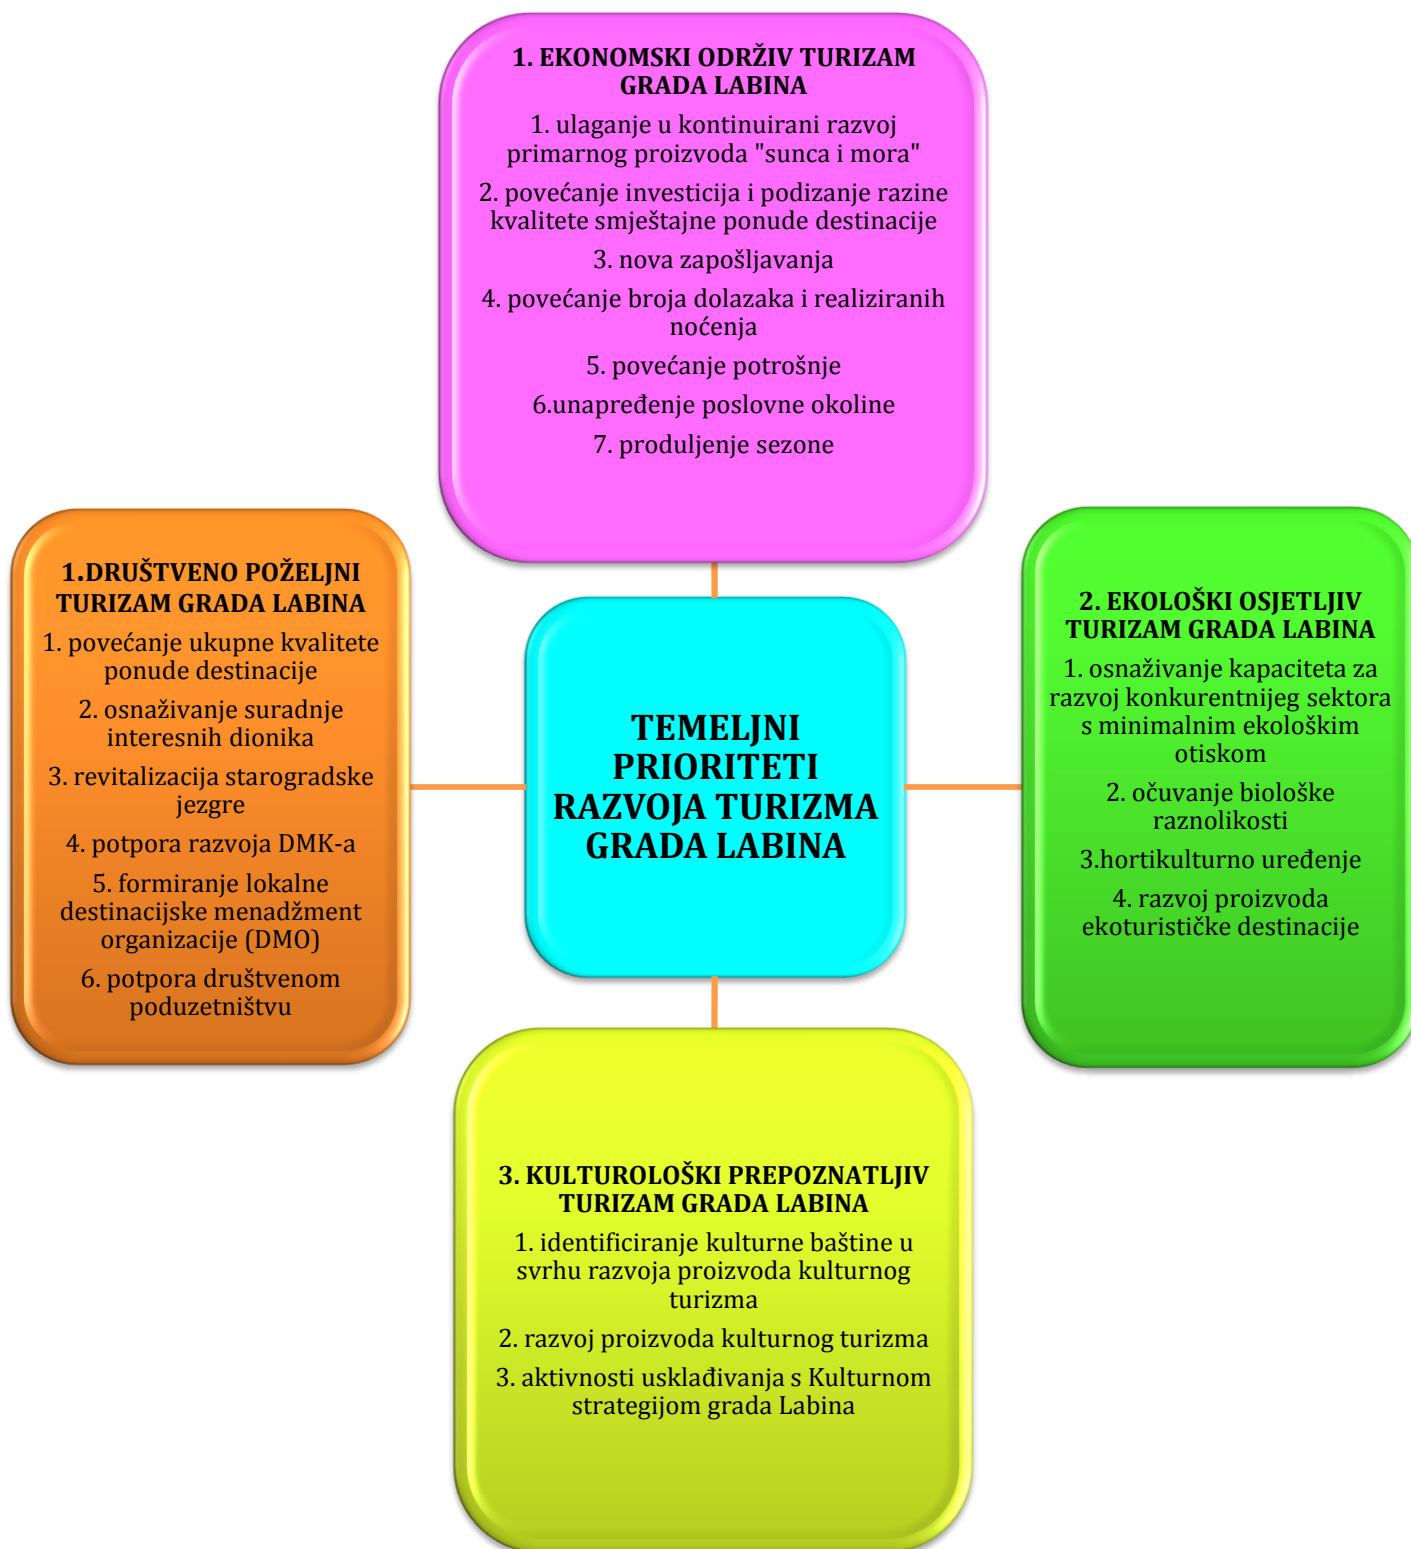 1. EKONOMSKI ODRŽIV TURIZAM
GRADA LABINA
1. ulaganje u kontinuirani razvoj
primarnog proizvoda "sunca i mora"
2. povećanje investicija i podizanje razine
kvalitete smještajne ponude destinacije
3. nova zapošljavanja
4. povećanje broja dolazaka i realiziranih
noćenja
5. povećanje potrošnje
6.unapređenje poslovne okoline
7. produljenje sezone
1.DRUŠTVENO POŽELJNI
TURIZAM GRADA LABINA
1. povećanje ukupne kvalitete
ponude destinacije
2. osnaživanje suradnje
interesnih dionika
3. revitalizacija starogradske
jezgre
4. potpora razvoja DMK-a
5. formiranje lokalne
destinacijske menadžment
organizacije (DMO)
6. potpora društvenom
poduzetništvu
TEMELJNI
PRIORITETI
RAZVOJA TURIZMA
GRADA LABINA
2. EKOLOŠKI OSJETLJIV
TURIZAM GRADA LABINA
1. osnaživanje kapaciteta za
razvoj konkurentnijeg sektora
s minimalnim ekološkim
otiskom
2. očuvanje biološke
raznolikosti
3.hortikulturno uređenje
4. razvoj proizvoda
ekoturističke destinacije
3. KULTUROLOŠKI PREPOZNATLJIV
TURIZAM GRADA LABINA
1. identificiranje kulturne baštine u
svrhu razvoja proizvoda kulturnog
turizma
2. razvoj proizvoda kulturnog turizma
3. aktivnosti usklađivanja s Kulturnom
strategijom grada Labina